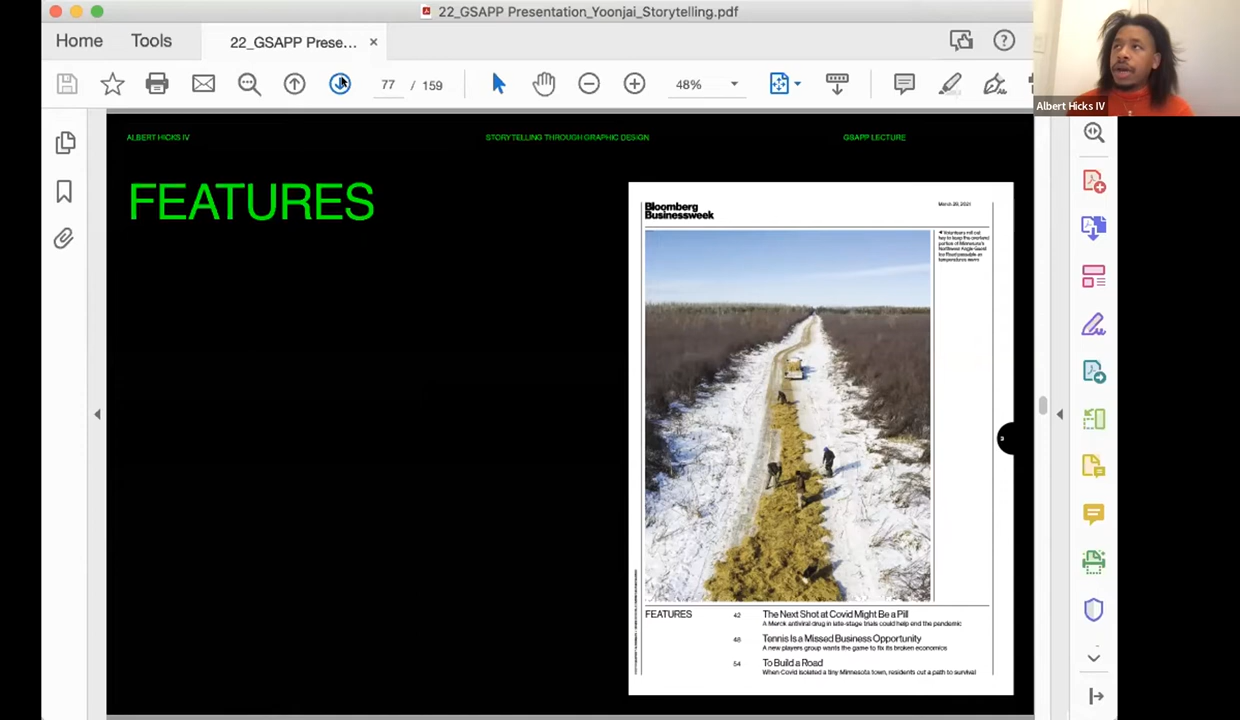 22_GSAPP Presentation_Yoonjai_Storytelling.pdf
Home
Tools
22_GSAPP Prese...
77 / 159
48%
Albert Hicks IV
ALBERT HICKS IV
STORYTELLING THROUGH GRAPHIC DESIGN
GSAPP LECTURE
FEATURES
Bloomberg
Businessweek
FEATURES
42
The Next Shot at Covid Might Be a Pill
A Merck antiviral drug in late-stage trials could help end the pandemic
48
Tennis Is a Missed Business Opportunity
A new players group wants the game to fix its broken economics
54
To Build a Road
When Covid isolated a tiny Minnesota town, residents cut a path to survival
3